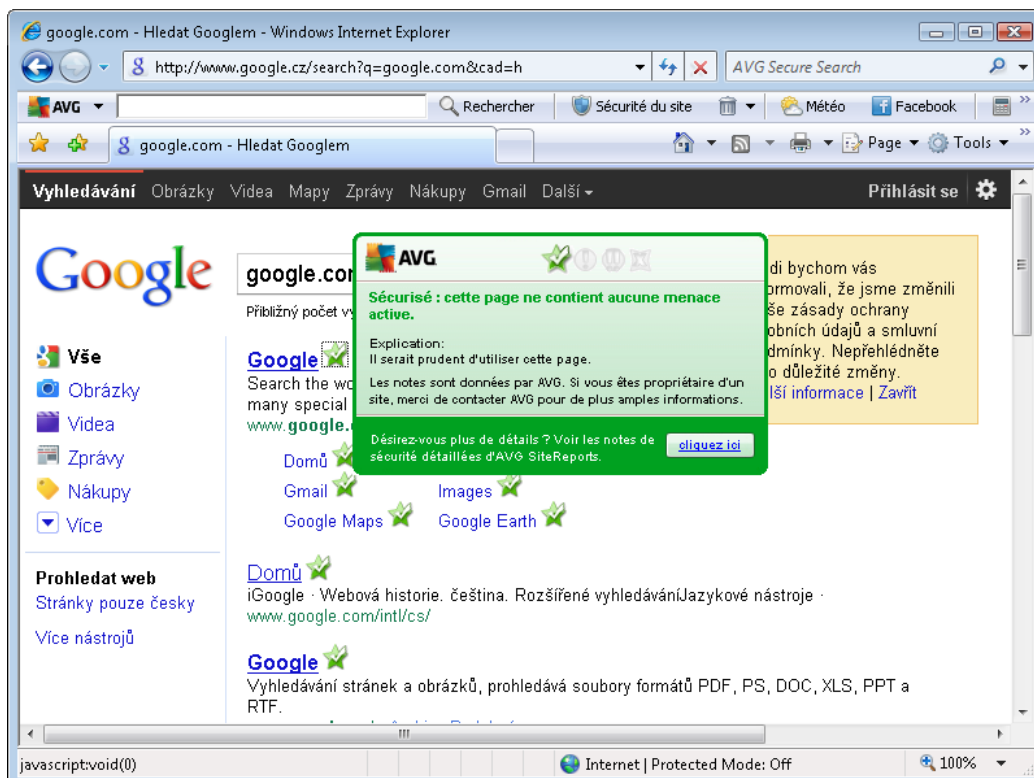 google.com - Hledat Googlem - Windows Internet Explorer
http://www.google.cz/search?q=google.com&cad=h
AVG Secure Search
AVG
Rechercher
Sécurité du site
Météo
Facebook
google.com - Hledat Googlem
Page
Tools
Vyhledávání Obrázky Videa Mapy Zprávy Nákupy Gmail Další
Přihlásit se
Google
google.co
Přibližný počet
Vše
Obrázky
Videa
Zprávy
Nákupy
Více
Prohledat web
Stránky pouze česky
Více nástrojů
AVG
Sécurisé : cette page ne contient aucune menace
active.
Explication:
Il serait prudent d'utiliser cette page.
Les notes sont données par AVG. Si vous êtes propriétaire d'un
site, merci de contacter AVG pour de plus amples informations.
Désirez-vous plus de détails ? Voir les notes de
sécurité détaillées d'AVG SiteReports.
cliquez ici
di bychom vás
ormovali, že jsme změnili
še zásady ochrany
obních údajů a smluvní
dmínky. Nepřehlédněte
o důležité změny.
lší informace | Zavřít
Google
Search the wo
many special
www.google.
Domů
Gmail Images
Google Maps Google Earth
Domů
iGoogle · Webová historie. čeština. Rozšířené vyhledáváníJazykové nástroje ·
www.google.com/intl/cs/
Google
Vyhledávání stránek a obrázků, prohledává soubory formátů PDF, PS, DOC, XLS, PPT a
RTF.
javascript:void(0)
Internet | Protected Mode: Off
100%